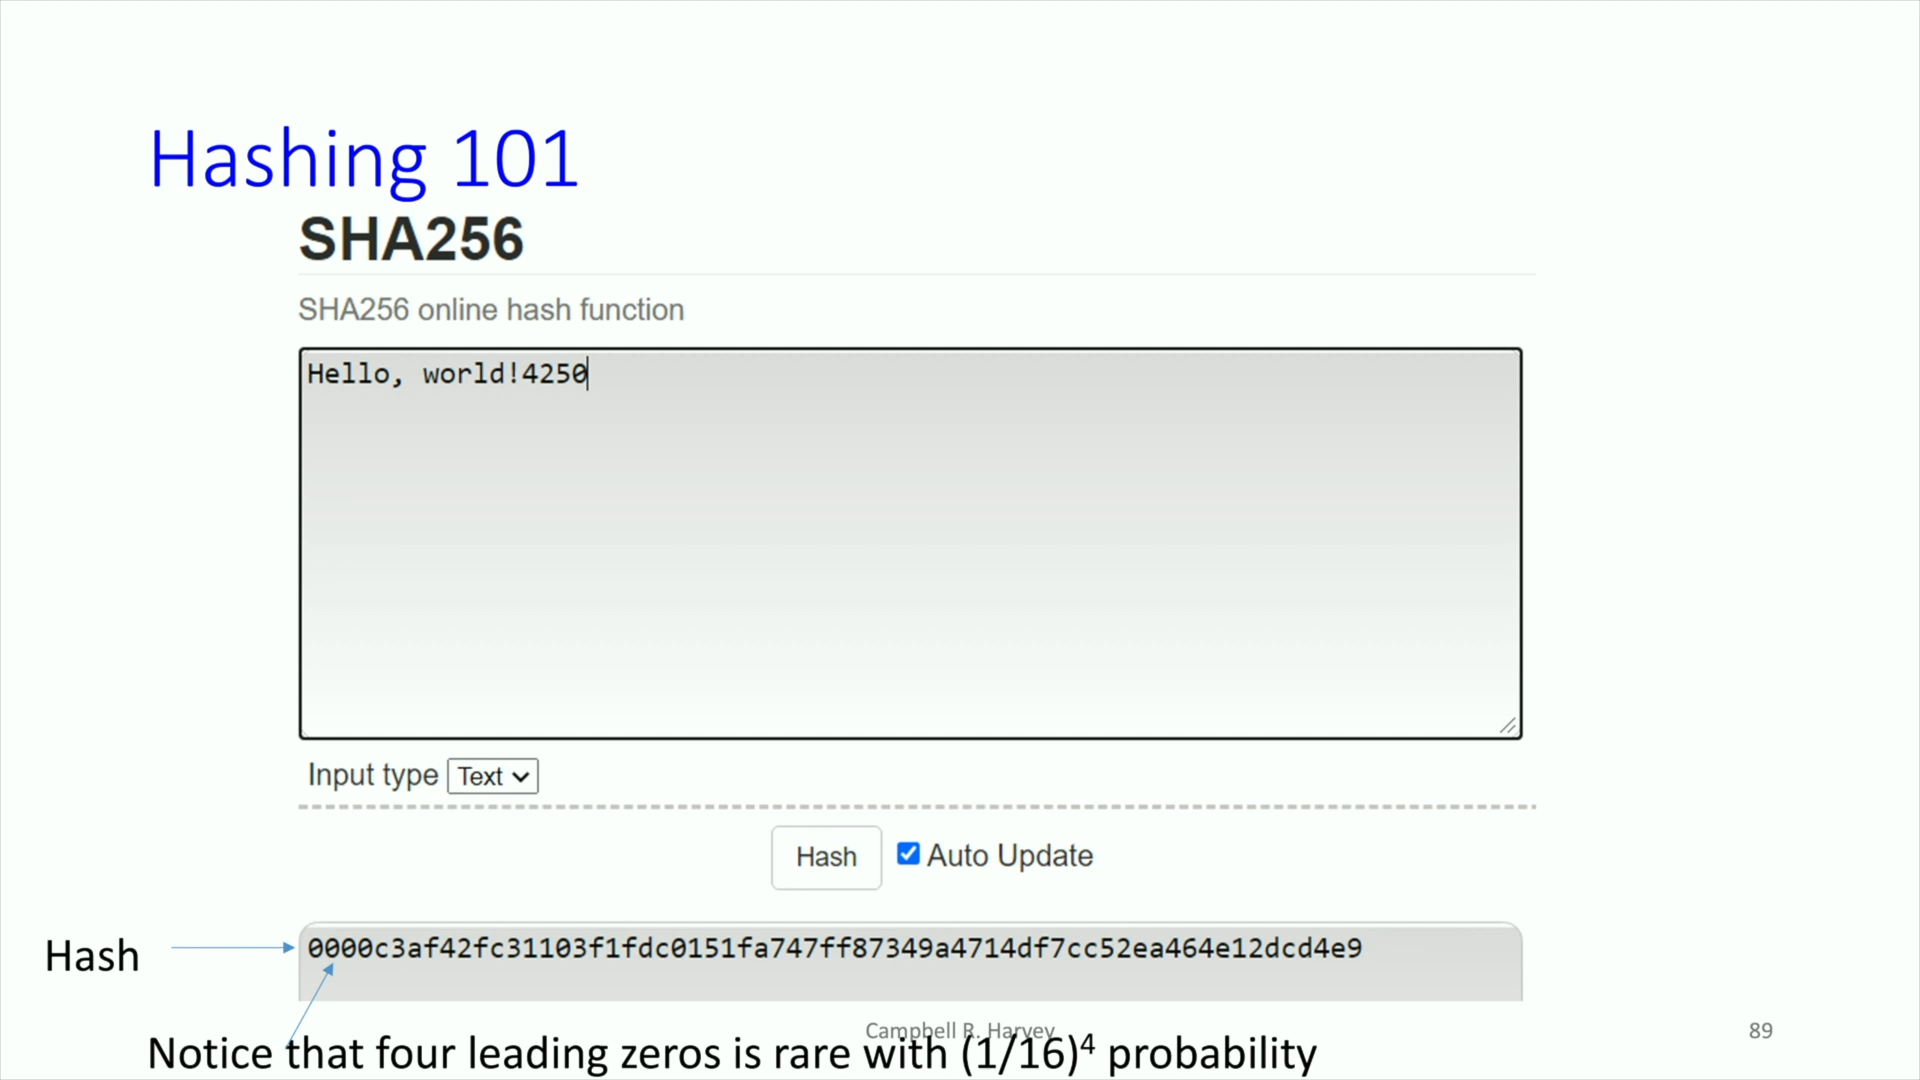 Hashing 101
SHA256
SHA256 online hash function
Hello, world!4250
Input type Text
Hash Auto Update
Hash 0000c3af42fc31103f1fdc0151fa747ff87349a4714df7cc52ea464e12dcd4e9
Campbell R. Harvey 89
Notice that four leading zeros is rare with (1/16)⁴ probability